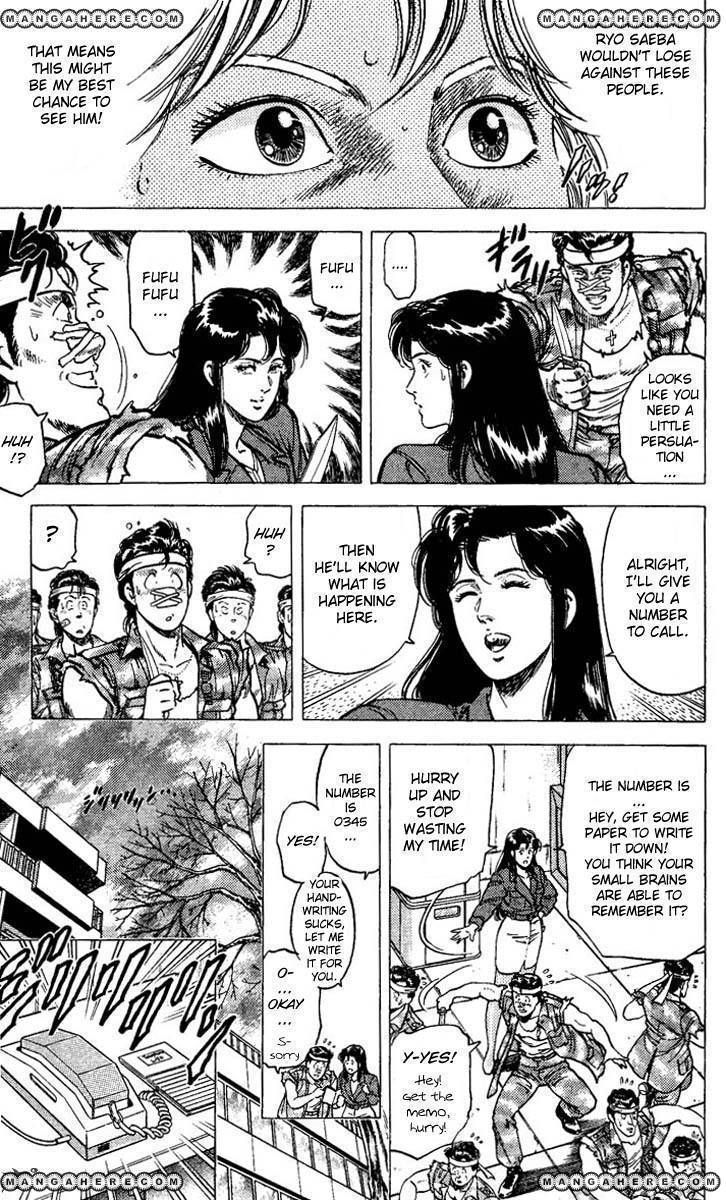 MANGAHERE.COM
MANGAHERE.COM
RYO SAEBA
WOULDN'T LOSE
AGAINST THESE
PEOPLE.
THAT MEANS
THIS MIGHT
BE MY BEST
CHANCE TO
SEE HIM!
....
LOOKS
LIKE YOU
NEED A
LITTLE
PERSUA-
TION
...
FUFU
...
FUFU
FUFU
...
HUH
!?
ALRIGHT,
I'LL GIVE
YOU A
NUMBER
TO CALL.
THEN
HE'LL KNOW
WHAT IS
HAPPENING
HERE.
HUH
?
?
THE NUMBER IS
...
HEY, GET SOME
PAPER TO WRITE
IT DOWN!
YOU THINK YOUR
SMALL BRAINS
ARE ABLE TO
REMEMBER IT?
HURRY
UP AND
STOP
WASTING
MY TIME!
Y-YES!
Hey!
Get the
memo,
hurry!
THE
NUMBER
IS
0345
...
YES!
YOUR
HAND-
WRITING
SUCKS,
LET ME
WRITE
IT FOR
YOU.
O-
...
OKAY
...
S-
sorry
MANGAHERE.COM
MANGAHERE.COM